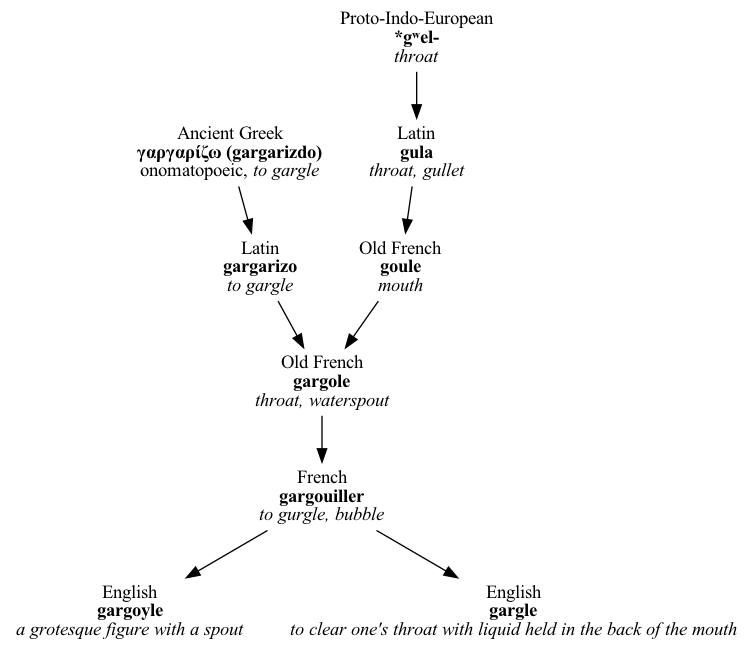 Proto-Indo-European
*gʷel-
throat
Ancient Greek
γαργαρίζω (gargarizdo)
onomatopoeic, to gargle
Latin
gula
throat, gullet
Latin
gargarizo
to gargle
Old French
goule
mouth
Old French
gargole
throat, waterspout
French
gargouiller
to gurgle, bubble
English
gargoyle
a grotesque figure with a spout
English
gargle
to clear one's throat with liquid held in the back of the mouth